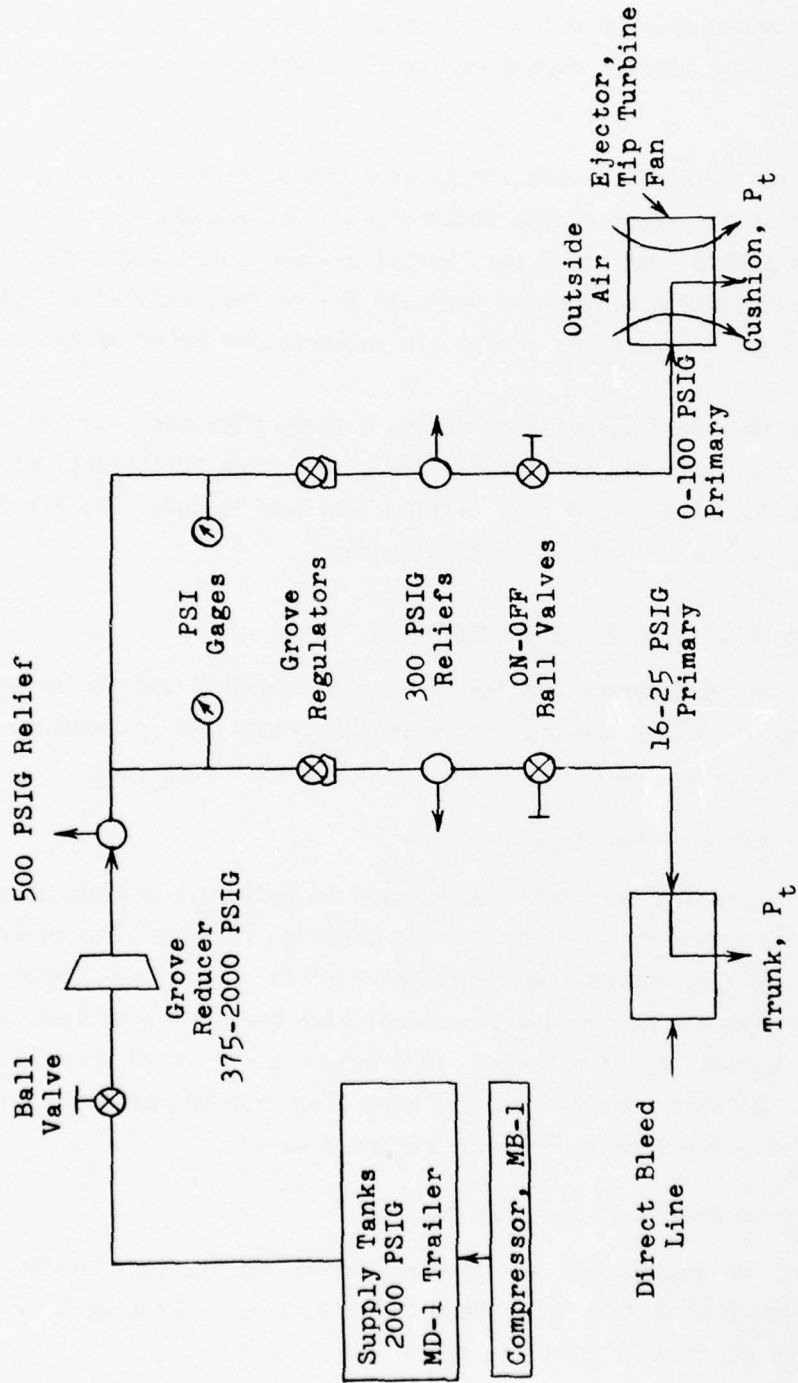 500 PSIG Relief
Ball
Valve
Grove
Reducer
375-2000 PSIG
PSI
Gages
Grove
Regulators
300 PSIG
Reliefs
ON-OFF
Ball Valves
Supply Tanks
2000 PSIG
MD-1 Trailer
Compressor, MB-1
16-25 PSIG
Primary
0-100 PSIG
Primary
Outside
Air
Ejector,
Tip Turbine
Fan
Direct Bleed
Line
Trunk, Pt
Cushion, Pt